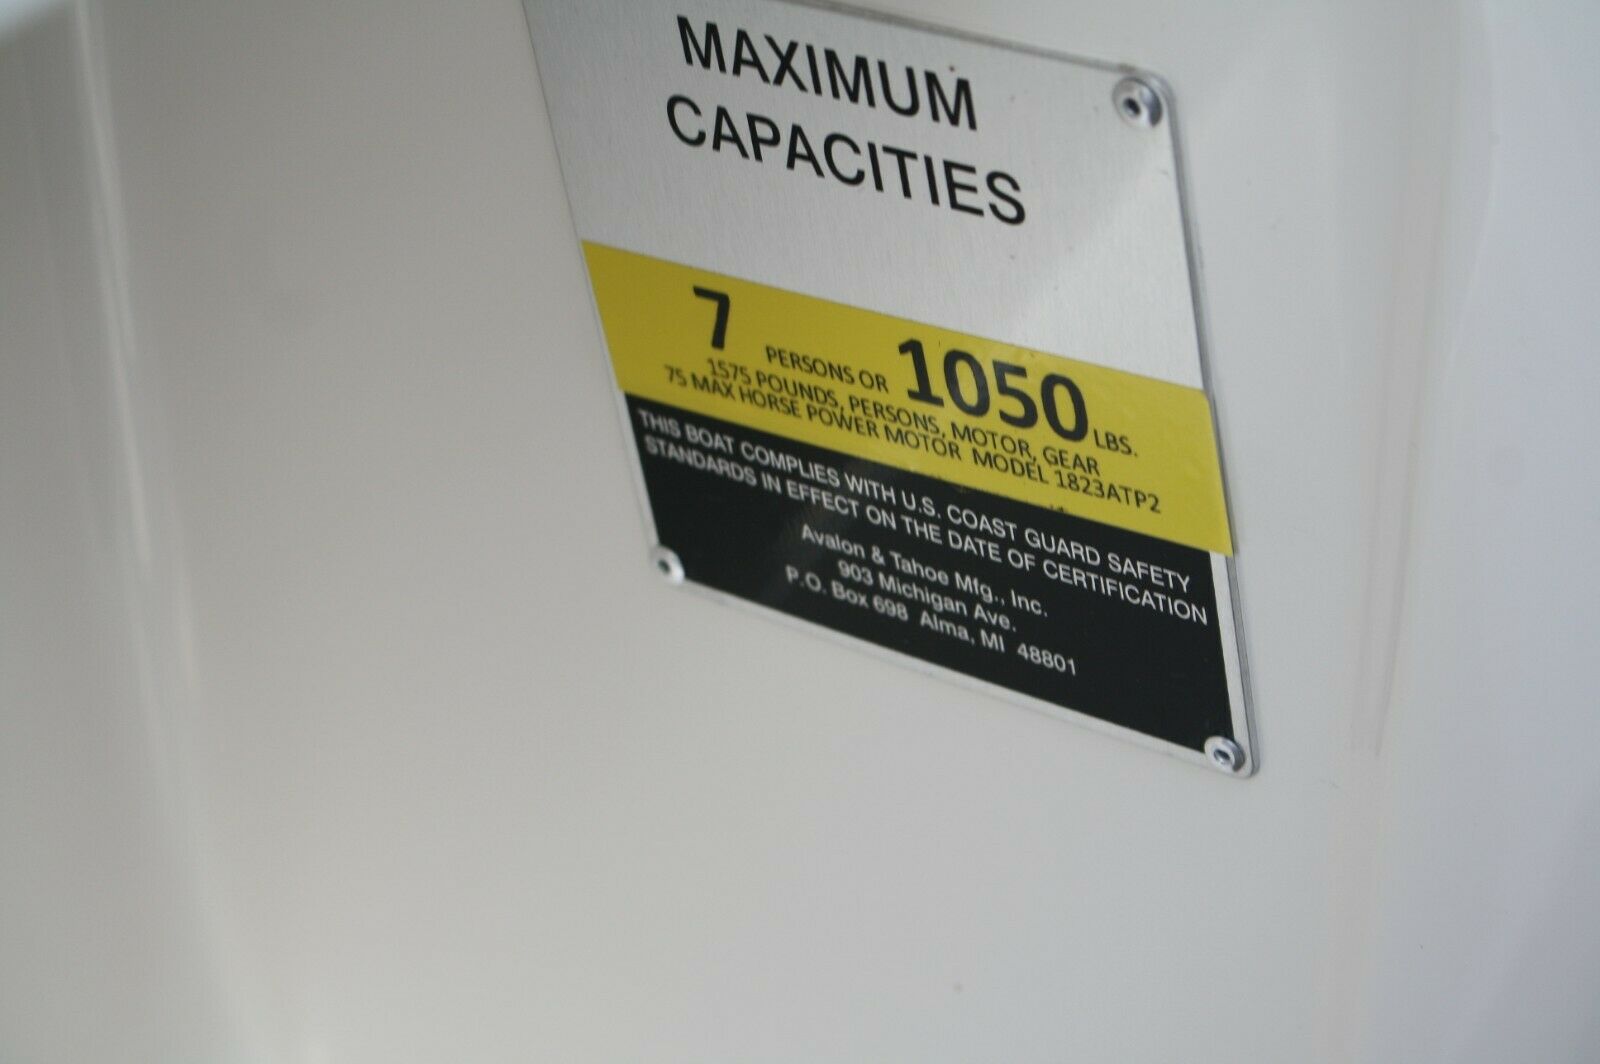 MAXIMUM
CAPACITIES
7 PERSONS OR 1050 LBS.
1575 POUNDS, PERSONS, MOTOR, GEAR
75 MAX HORSE POWER MOTOR MODEL 1823ATP2
THIS BOAT COMPLIES WITH U.S. COAST GUARD SAFETY
STANDARDS IN EFFECT ON THE DATE OF CERTIFICATION
Avalon & Tahoe Mfg., Inc.
903 Michigan Ave.
P.O. Box 698 Alma, MI 48801